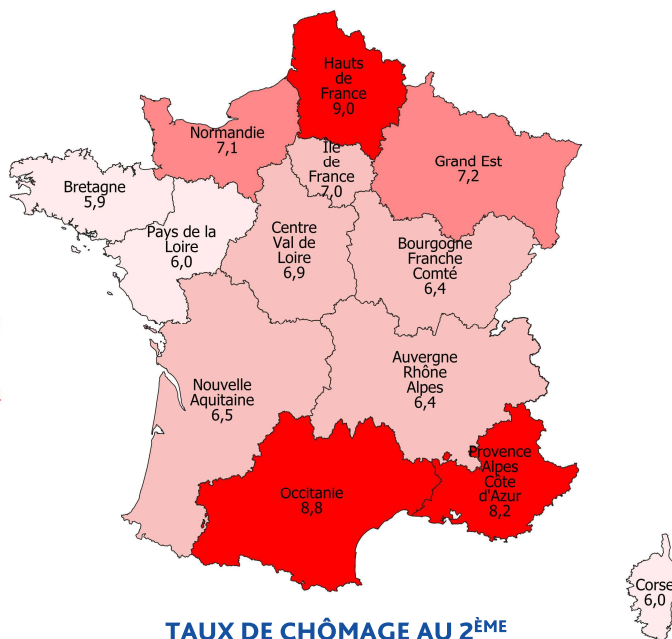 Hauts
de
France
9,0
Normandie
7,1
Île
de
France
7,0
Grand Est
7,2
Bretagne
5,9
Pays de la
Loire
6,0
Centre
Val de
Loire
6,9
Bourgogne
Franche
Comté
6,4
Auvergne
Rhône
Alpes
6,4
Nouvelle
Aquitaine
6,5
Provence
Alpes
Côte
d'Azur
8,2
Occitanie
8,8
Corse
6,0
TAUX DE CHÔMAGE AU 2ÈME